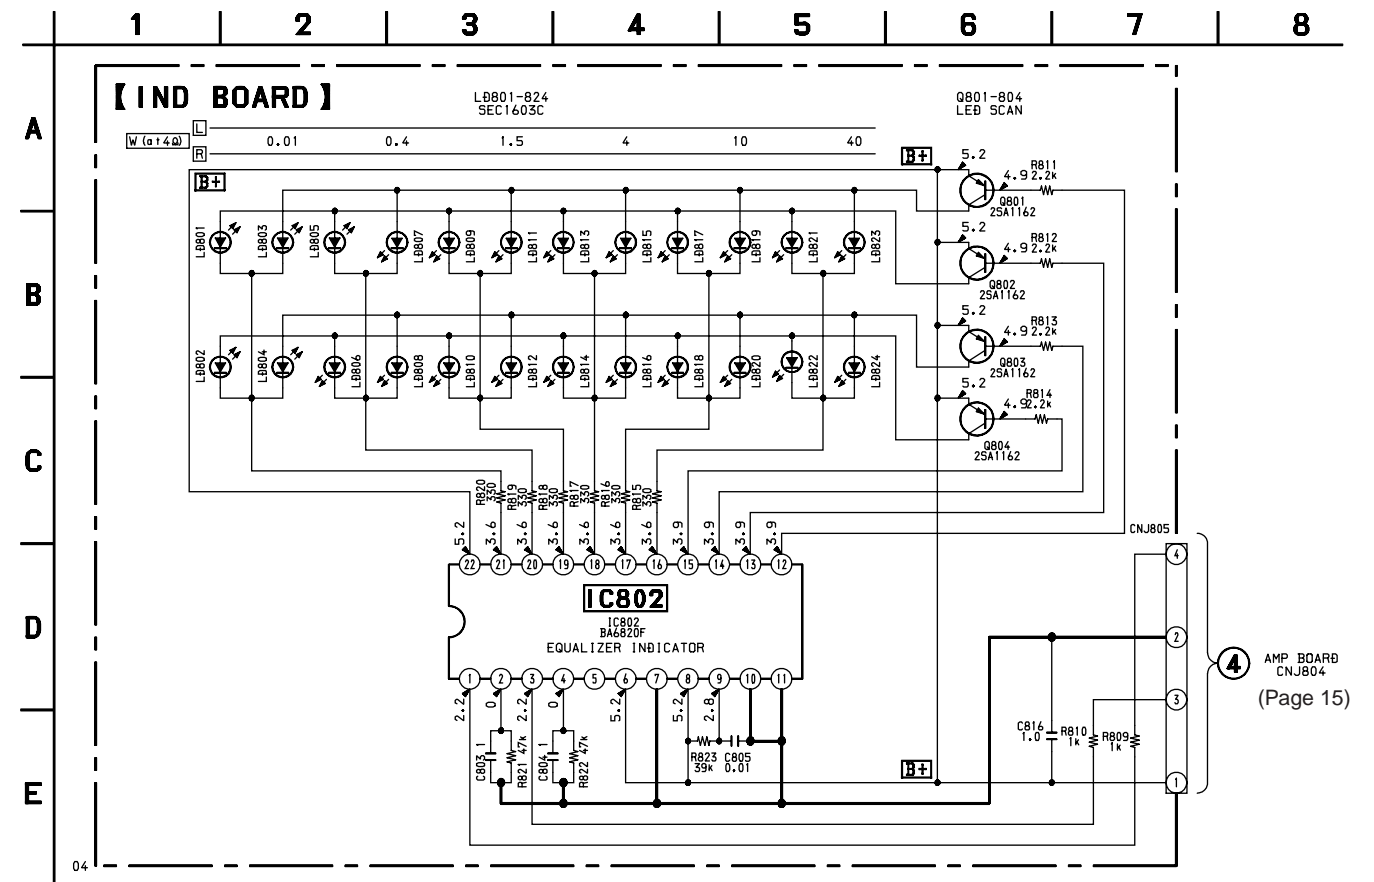 1 2 3 4 5 6 7 8
A
B
C
D
E
【IND BOARD】
LD801-824
SEC1603C
Q801-804
LED SCAN
W(at4Ω)
L
R
0.01 0.4 1.5 4 10 40
B+
B+
5.2
4.9
R811
2.2k
Q801
2SA1162
5.2
4.9
R812
2.2k
Q802
2SA1162
5.2
4.9
R813
2.2k
Q803
2SA1162
5.2
4.9
R814
2.2k
Q804
2SA1162
LD801 LD803 LD805 LD807 LD809 LD811 LD813 LD815 LD817 LD819 LD821 LD823
LD802 LD804 LD806 LD808 LD810 LD812 LD814 LD816 LD818 LD820 LD822 LD824
R820 330 R819 330 R818 330 R817 330 R816 330 R815 330
5.2 3.6 3.6 3.6 3.6 3.6 3.6 3.9 3.9 3.9 3.9
22 21 20 19 18 17 16 15 14 13 12
IC802
IC802
BA6820F
EQUALIZER INDICATOR
1 2 3 4 5 6 7 8 9 10 11
2.2 0 2.2 0 5.2 5.2 2.8
C803 1
R821 47k
C804 1
R822 47k
R823
39k
C805
0.01
B+
C816
1.0
R810
1k
R809
1k
CNJ805
4
2
3
1
4
AMP BOARD
CNJ804
(Page 15)
04